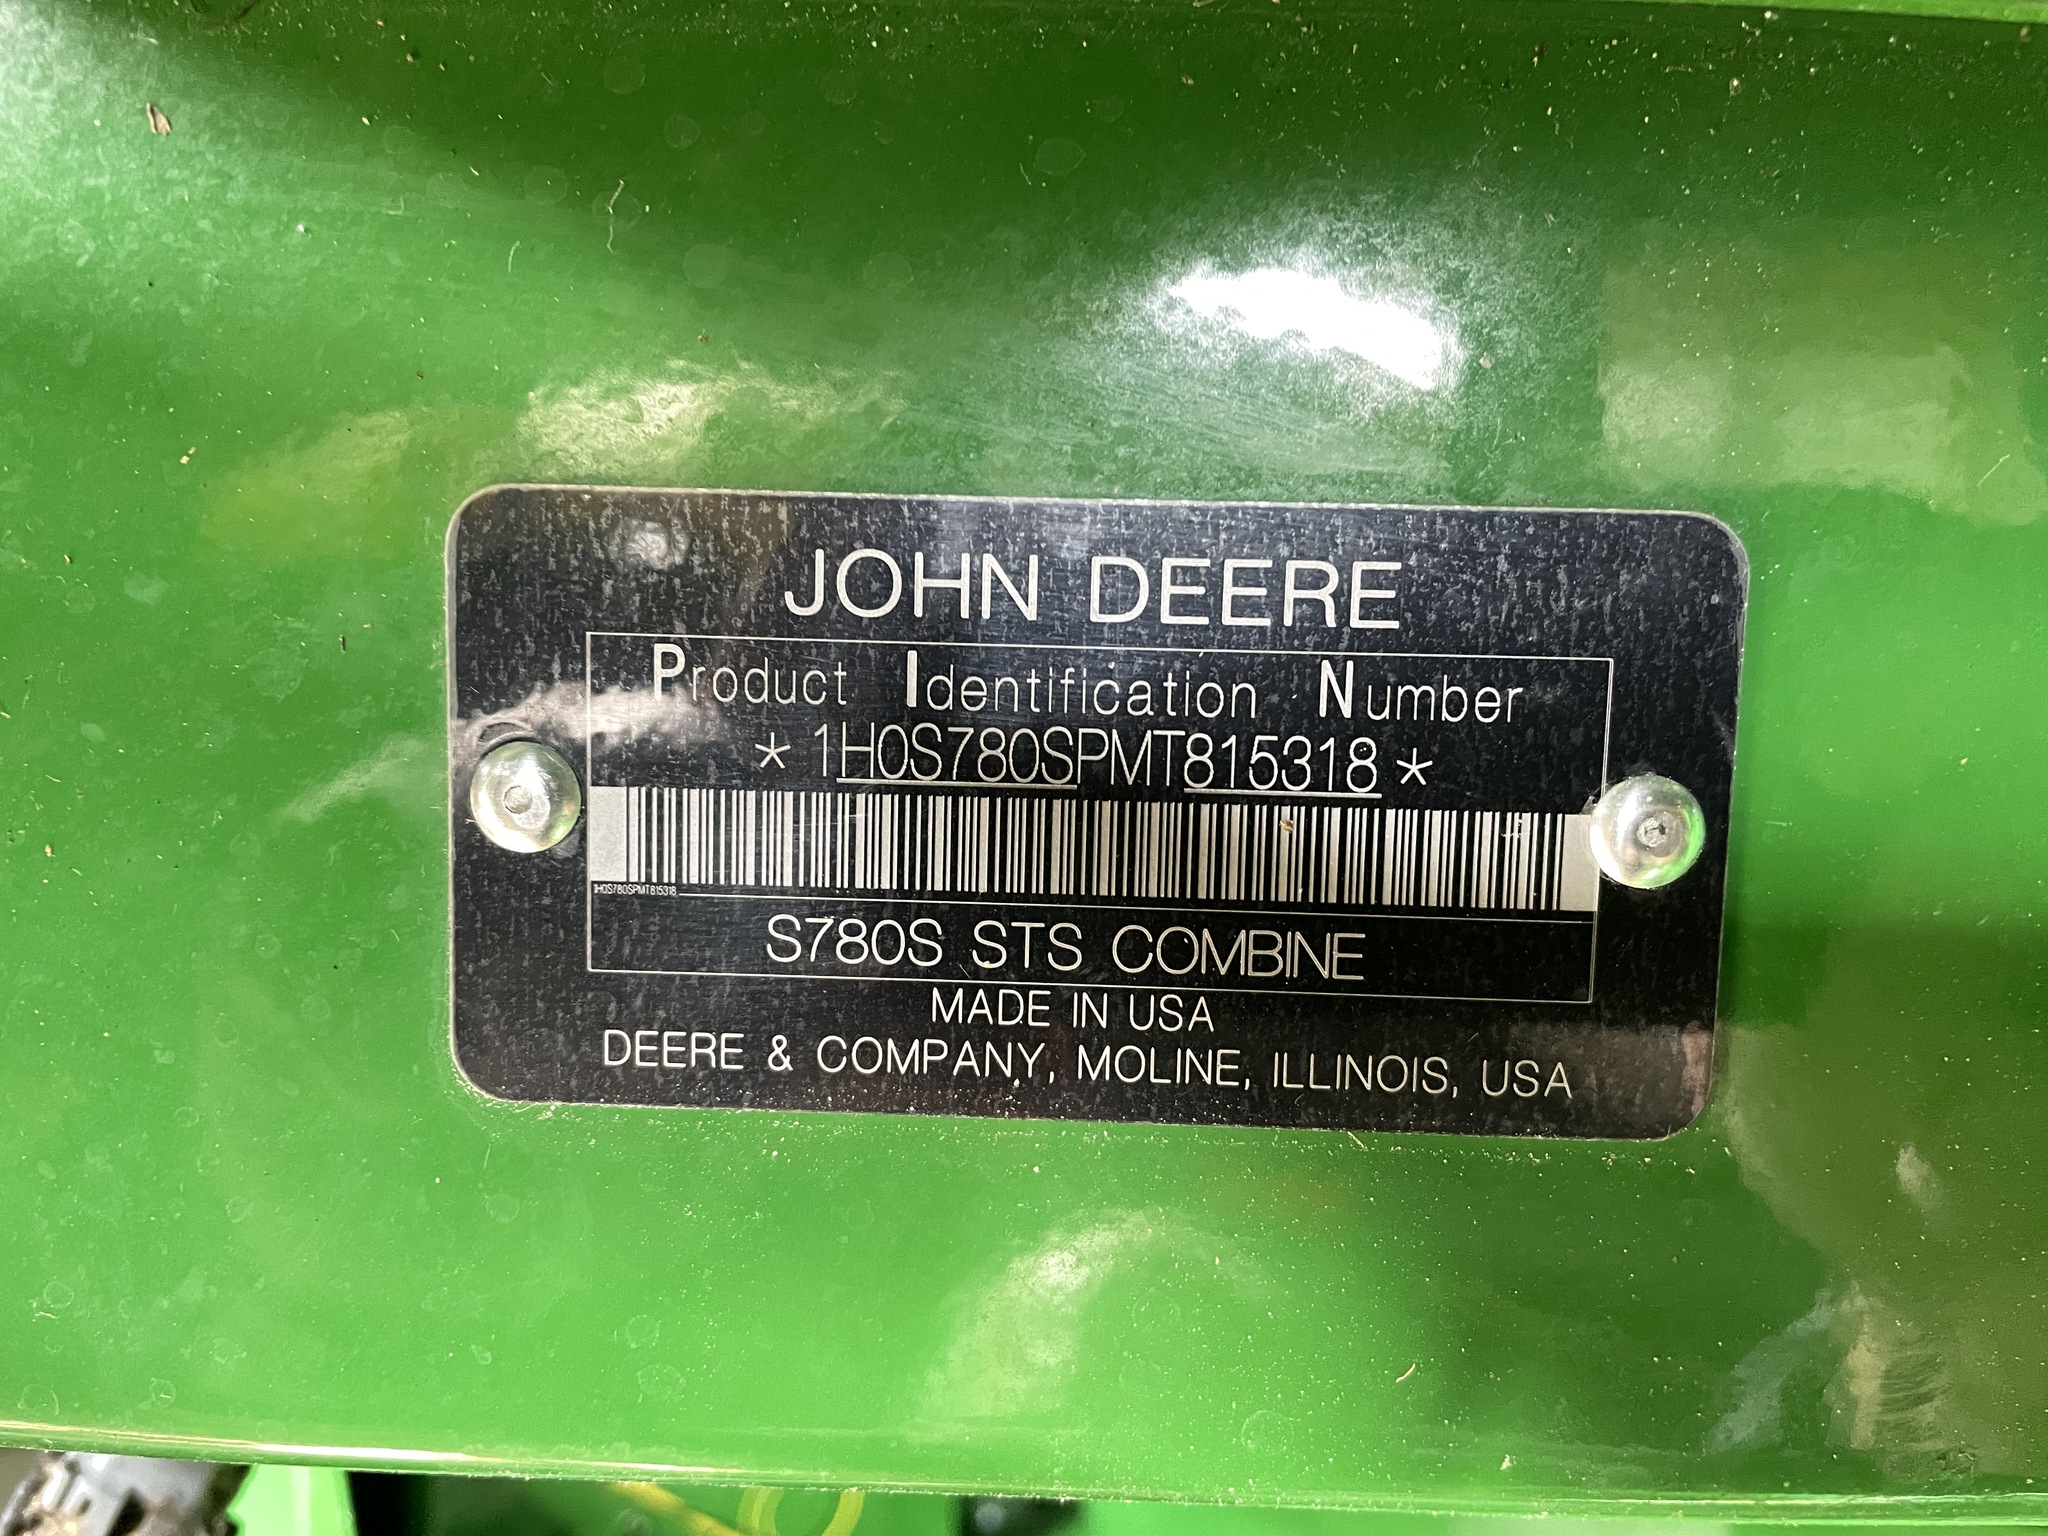 JOHN DEERE
Product Identification Number
*1H0S780SPMT815318*
1H0S780SPMT815318
S780S STS COMBINE
MADE IN USA
DEERE & COMPANY, MOLINE, ILLINOIS, USA